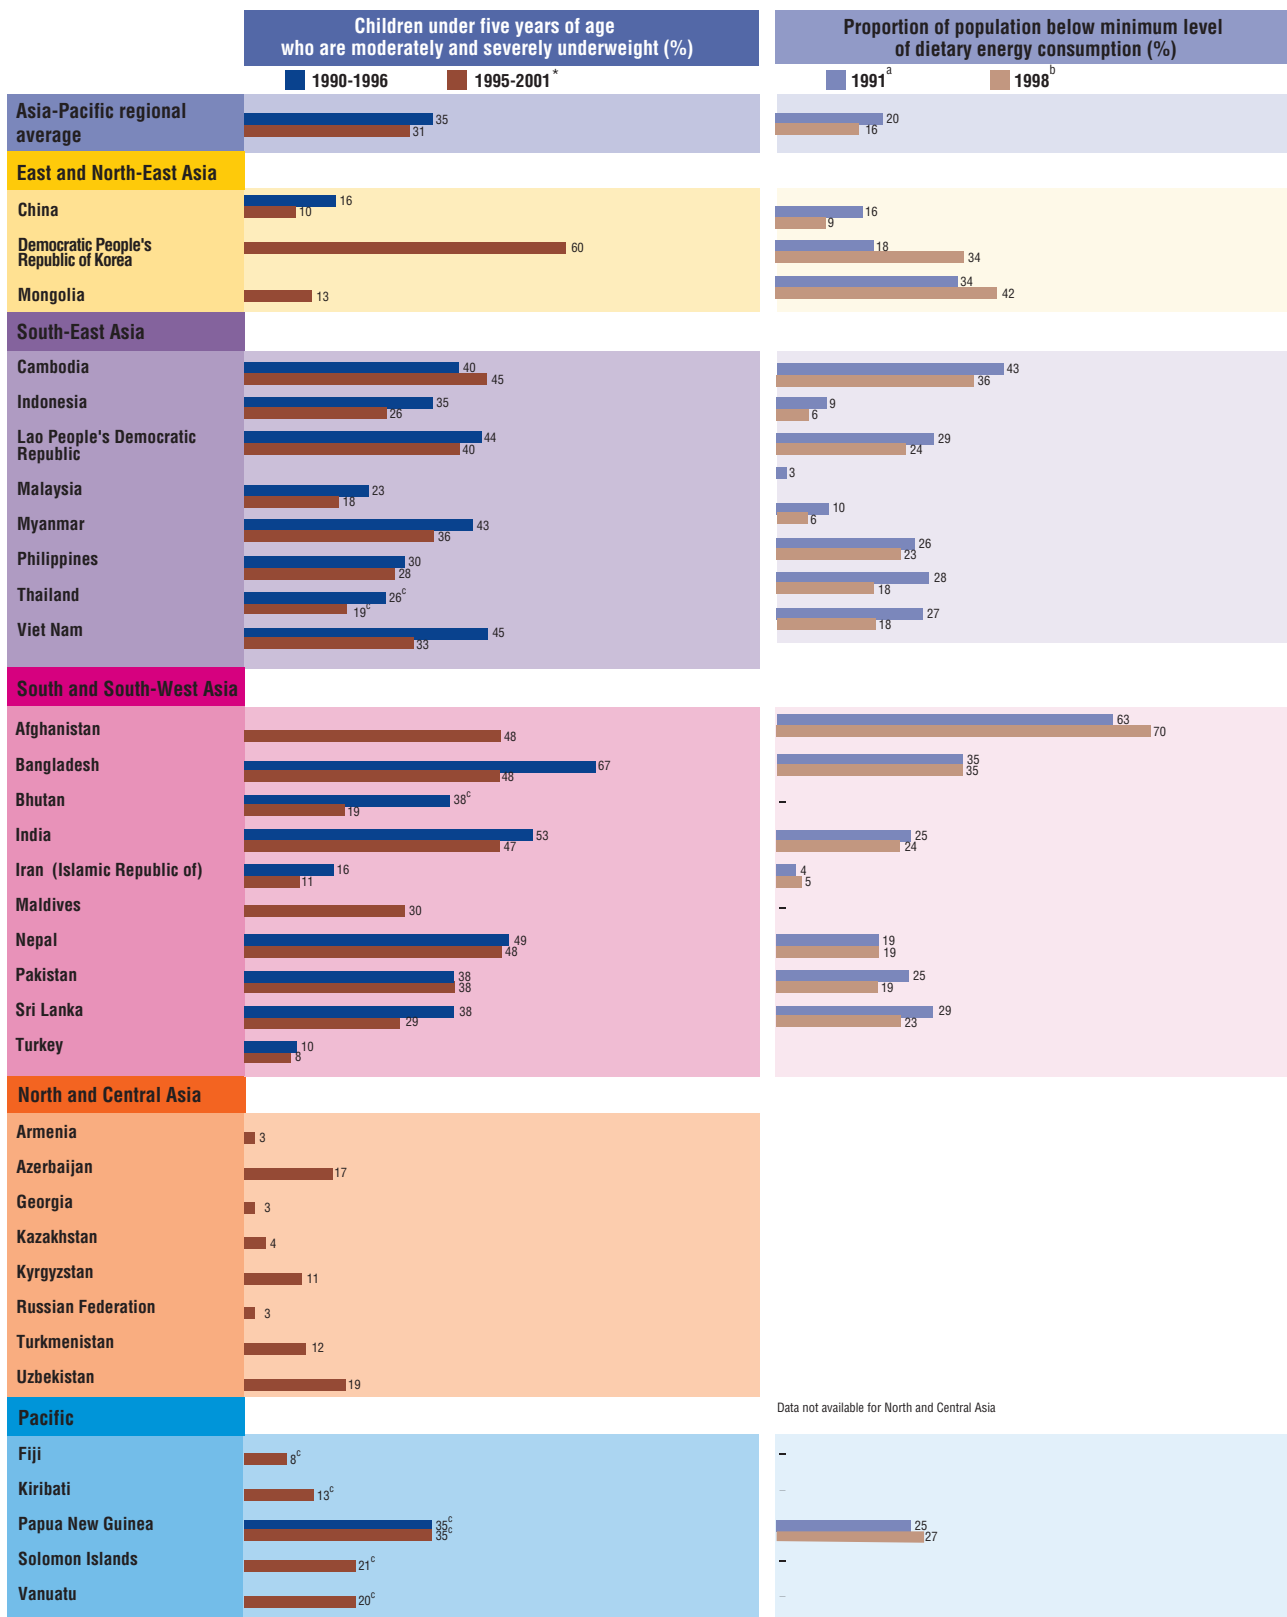 Children under five years of age
who are moderately and severely underweight (%)
Proportion of population below minimum level
of dietary energy consumption (%)
1990-1996 1995-2001*
1991a 1998b
Asia-Pacific regional
average
35
31
20
16
East and North-East Asia
China
16
10
16
9
Democratic People's
Republic of Korea
60
18
34
Mongolia
13
34
42
South-East Asia
Cambodia
40
45
43
36
Indonesia
35
26
9
6
Lao People's Democratic
Republic
44
40
29
24
Malaysia
23
18
3
Myanmar
43
36
10
6
Philippines
30
28
26
23
Thailand
26c
19c
28
18
Viet Nam
45
33
27
18
South and South-West Asia
Afghanistan
48
63
70
Bangladesh
67
48
35
35
Bhutan
38c
19
–
India
53
47
25
24
Iran (Islamic Republic of)
16
11
4
5
Maldives
30
–
Nepal
49
48
19
19
Pakistan
38
38
25
19
Sri Lanka
38
29
29
23
Turkey
10
8
North and Central Asia
Armenia
3
Azerbaijan
17
Georgia
3
Kazakhstan
4
Kyrgyzstan
11
Russian Federation
3
Turkmenistan
12
Uzbekistan
19
Data not available for North and Central Asia
Pacific
Fiji
8c
–
Kiribati
13c
–
Papua New Guinea
35c
35c
25
27
Solomon Islands
21c
–
Vanuatu
20c
–